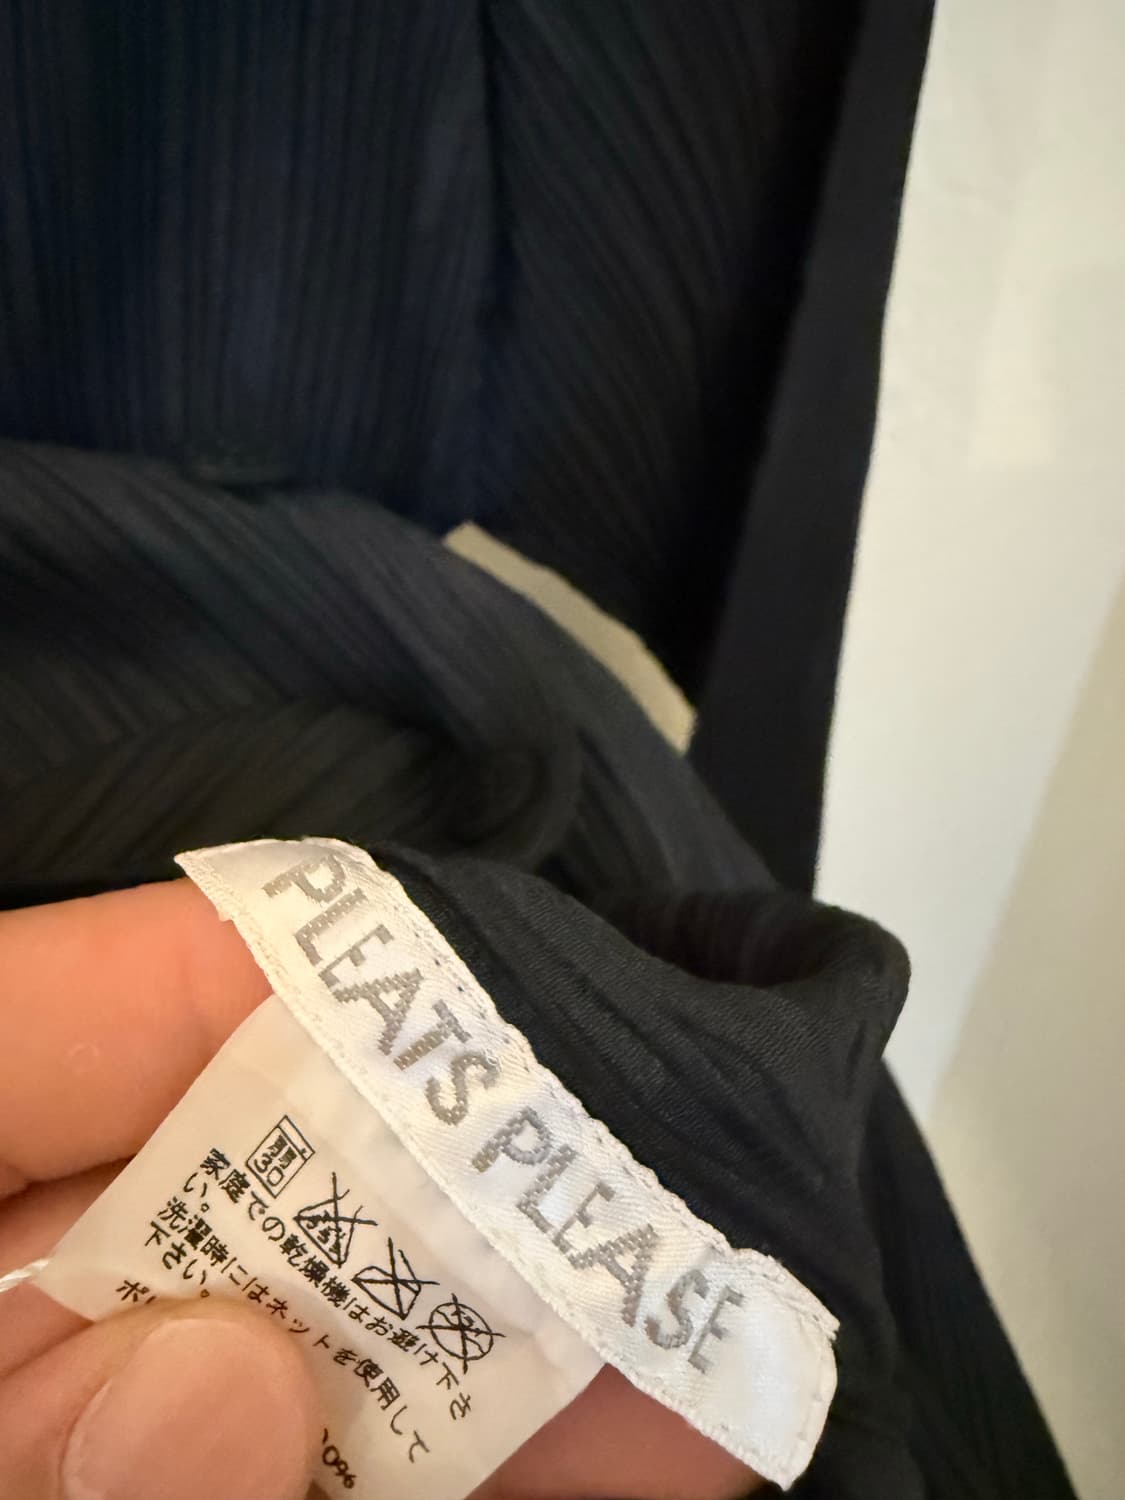 PLEATS PLEASE
家庭での乾燥機はお避け下さ
い。
洗濯時にはネットを使用して
下さい。